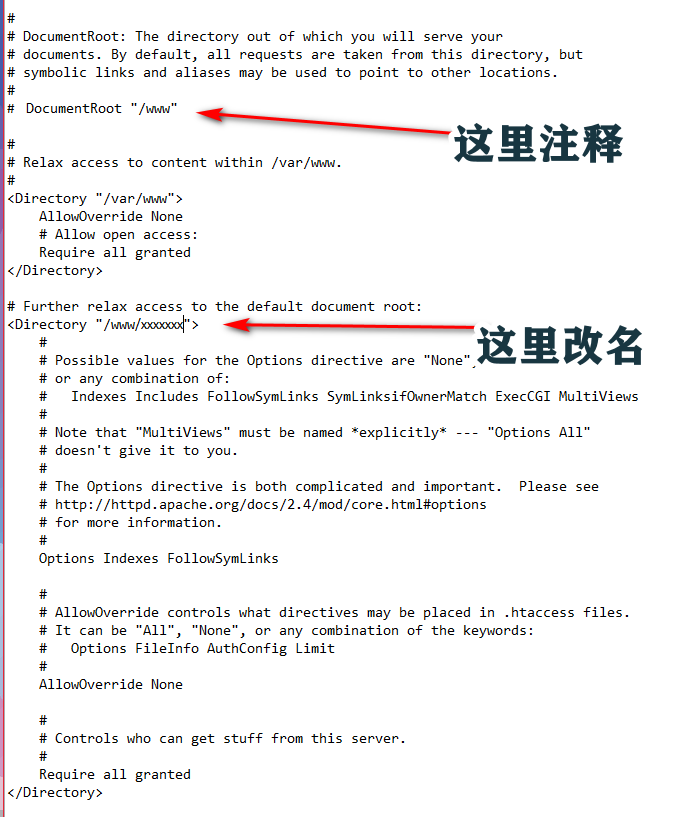 #
# DocumentRoot: The directory out of which you will serve your
# documents. By default, all requests are taken from this directory, but
# symbolic links and aliases may be used to point to other locations.
#
# DocumentRoot "/www"
这里注释
#
# Relax access to content within /var/www.
#
<Directory "/var/www">
    AllowOverride None
    # Allow open access:
    Require all granted
</Directory>
# Further relax access to the default document root:
<Directory "/www/xxxxxxx">
这里改名
    #
    # Possible values for the Options directive are "None",
    # or any combination of:
    #   Indexes Includes FollowSymLinks SymLinksifOwnerMatch ExecCGI MultiViews
    #
    # Note that "MultiViews" must be named *explicitly* --- "Options All"
    # doesn't give it to you.
    #
    # The Options directive is both complicated and important.  Please see
    # http://httpd.apache.org/docs/2.4/mod/core.html#options
    # for more information.
    #
    Options Indexes FollowSymLinks
    #
    # AllowOverride controls what directives may be placed in .htaccess files.
    # It can be "All", "None", or any combination of the keywords:
    #   Options FileInfo AuthConfig Limit
    #
    AllowOverride None
    #
    # Controls who can get stuff from this server.
    #
    Require all granted
</Directory>